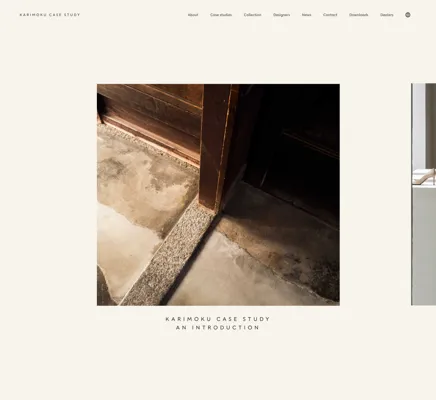 KARIMOKU CASE STUDY
About Case studies Collection Designers News Contact Downloads Dealers
KARIMOKU CASE STUDY
AN INTRODUCTION